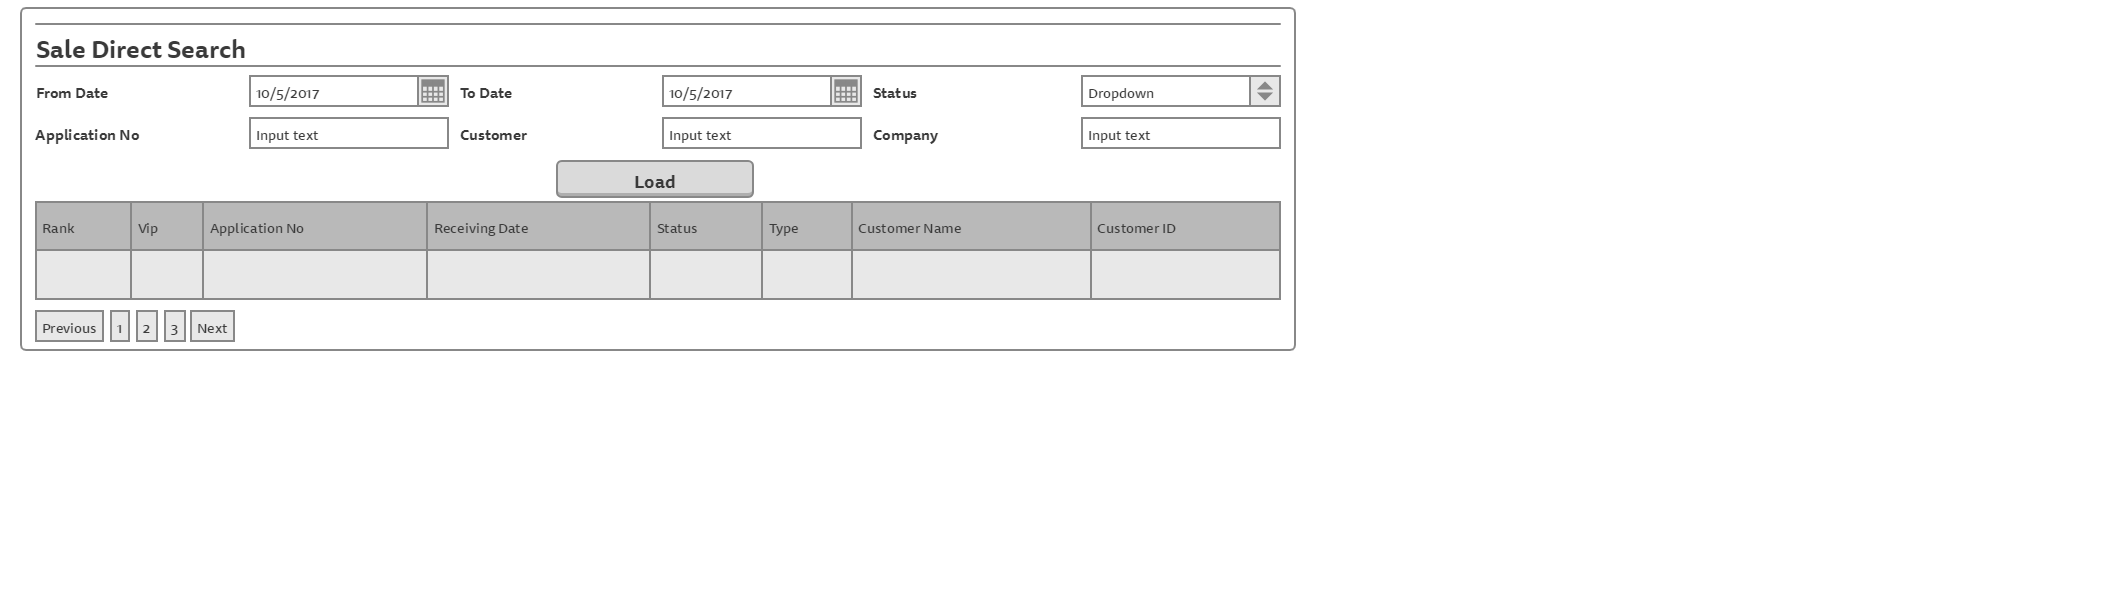 Sale Direct Search
From Date 10/5/2017 To Date 10/5/2017 Status Dropdown
Application No Input text Customer Input text Company Input text
Load
Rank Vip Application No Receiving Date Status Type Customer Name Customer ID
Previous 1 2 3 Next